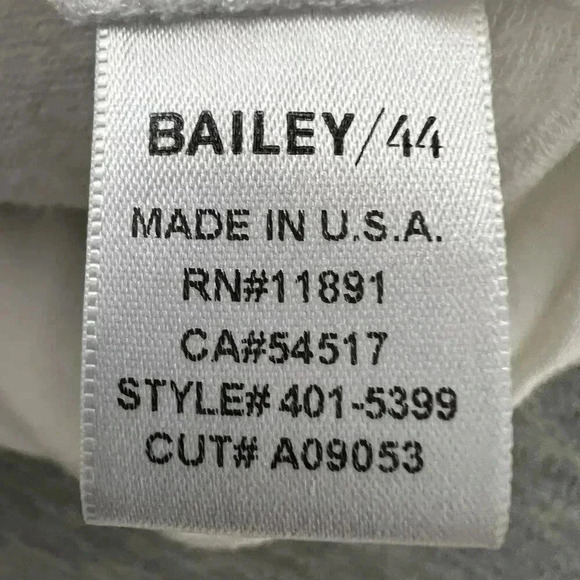 BAILEY/44
MADE IN U.S.A.
RN#11891
CA#54517
STYLE# 401-5399
CUT# A09053